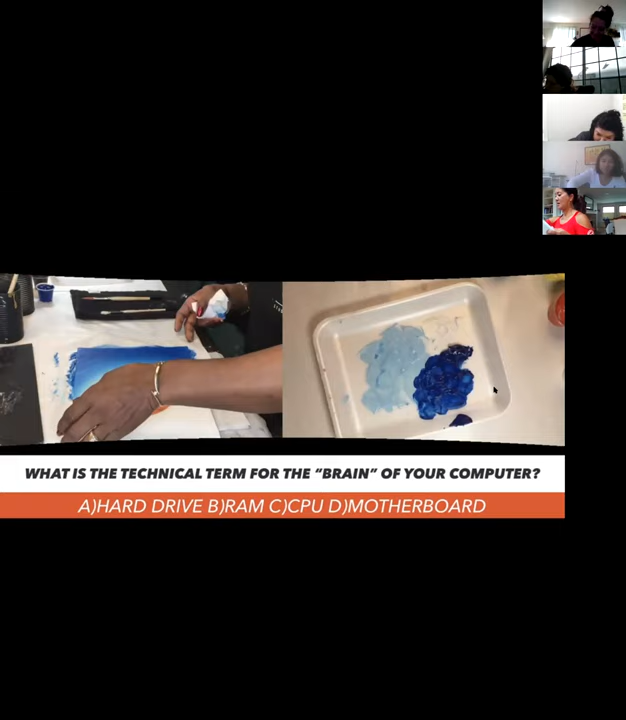 WHAT IS THE TECHNICAL TERM FOR THE “BRAIN” OF YOUR COMPUTER?
A)HARD DRIVE B)RAM C)CPU D)MOTHERBOARD